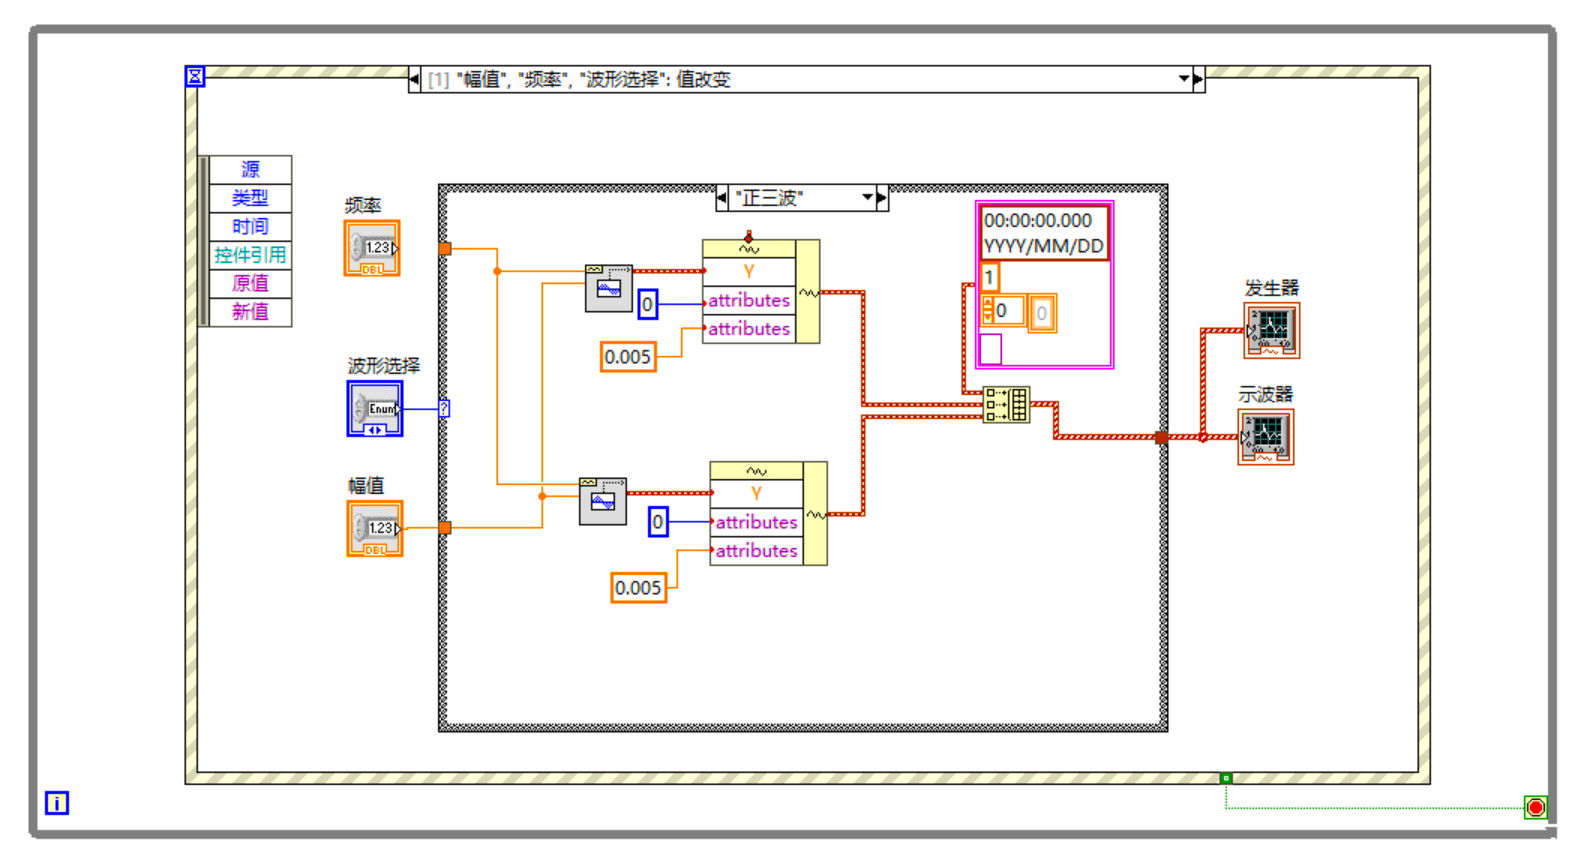 [1] "幅值", "频率", "波形选择": 值改变
源
类型
时间
控件引用
原值
新值
频率
1.23
DBL
波形选择
Enum
幅值
1.23
DBL
?
"正三波"
Y
attributes
attributes
0
0.005
Y
attributes
attributes
0
0.005
00:00:00.000
YYYY/MM/DD
1
0
0
发生器
示波器
i